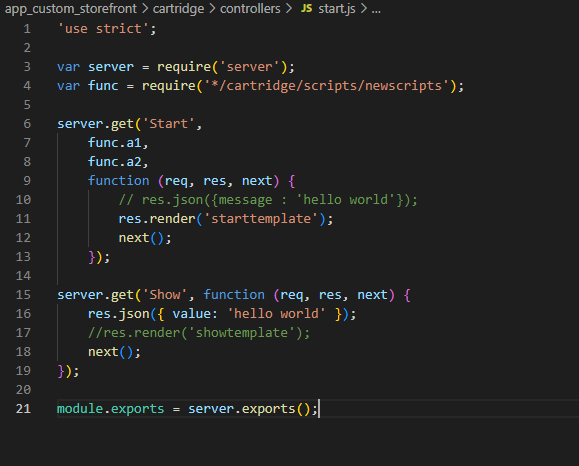 app_custom_storefront > cartridge > controllers > JS start.js > ...
1 'use strict';
2
3 var server = require('server');
4 var func = require('*/cartridge/scripts/newscripts');
5
6 server.get('Start',
7     func.a1,
8     func.a2,
9     function (req, res, next) {
10         // res.json({message : 'hello world'});
11         res.render('starttemplate');
12         next();
13     });
14
15 server.get('Show', function (req, res, next) {
16     res.json({ value: 'hello world' });
17     //res.render('showtemplate');
18     next();
19 });
20
21 module.exports = server.exports();